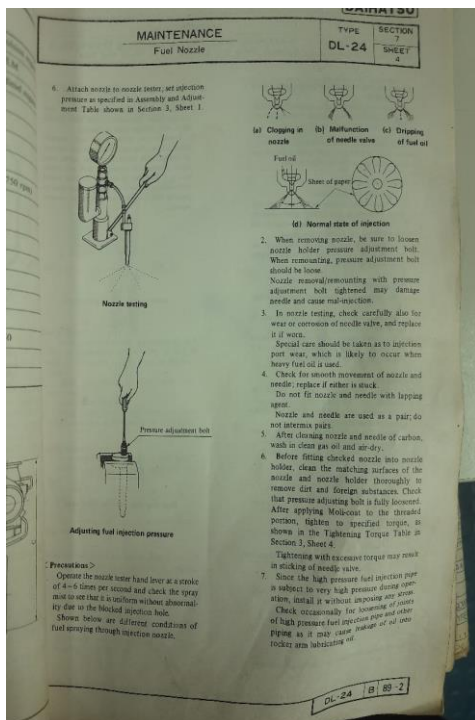 DAIHATSU
MAINTENANCE
Fuel Nozzle
TYPE
DL-24
SECTION
7
SHEET
4
6. Attach nozzle to nozzle tester; set injection
pressure as specified in Assembly and Adjust-
ment Table shown in Section 3, Sheet 1.
Nozzle testing
Pressure adjustment bolt
Adjusting fuel injection pressure
Precautions >
Operate the nozzle tester hand lever at a stroke
of 4~6 times per second and check the spray
mist to see that it is uniform without abnormal-
ity due to the blocked injection hole.
Shown below are different conditions of
fuel spraying through injection nozzle.
(a) Clogging in
nozzle
(b) Malfunction
of needle valve
(c) Dripping
of fuel oil
Fuel oil
Sheet of paper
(d) Normal state of injection
2. When removing nozzle, be sure to loosen
nozzle holder pressure adjustment bolt.
When remounting, pressure adjustment bolt
should be loose.
Nozzle removal/remounting with pressure
adjustment bolt tightened may damage
needle and cause mal-injection.
3. In nozzle testing, check carefully also for
wear or corrosion of needle valve, and replace
it if worn.
Special care should be taken as to injection
port wear, which is likely to occur when
heavy fuel oil is used.
4. Check for smooth movement of nozzle and
needle; replace if either is stuck.
Do not fit nozzle and needle with lapping
agent.
Nozzle and needle are used as a pair; do
not intermix pairs.
5. After cleaning nozzle and needle of carbon,
wash in clean gas oil and air-dry.
6. Before fitting checked nozzle into nozzle
holder, clean the matching surfaces of the
nozzle and nozzle holder thoroughly to
remove dirt and foreign substances. Check
that pressure adjusting bolt is fully loosened.
After applying Moli-coat to the threaded
portion, tighten to specified torque, as
shown in the Tightening Torque Table in
Section 3, Sheet 4.
Tightening with excessive torque may result
in sticking of needle valve.
7. Since the high pressure fuel injection pipe
is subject to very high pressure during oper-
ation, install it without imposing any stress.
Check occasionally for loosening of joints
of high pressure fuel injection pipe and other
piping as it may cause leakage of oil into
rocker arm lubricating oil.
DL-24 B 89-2